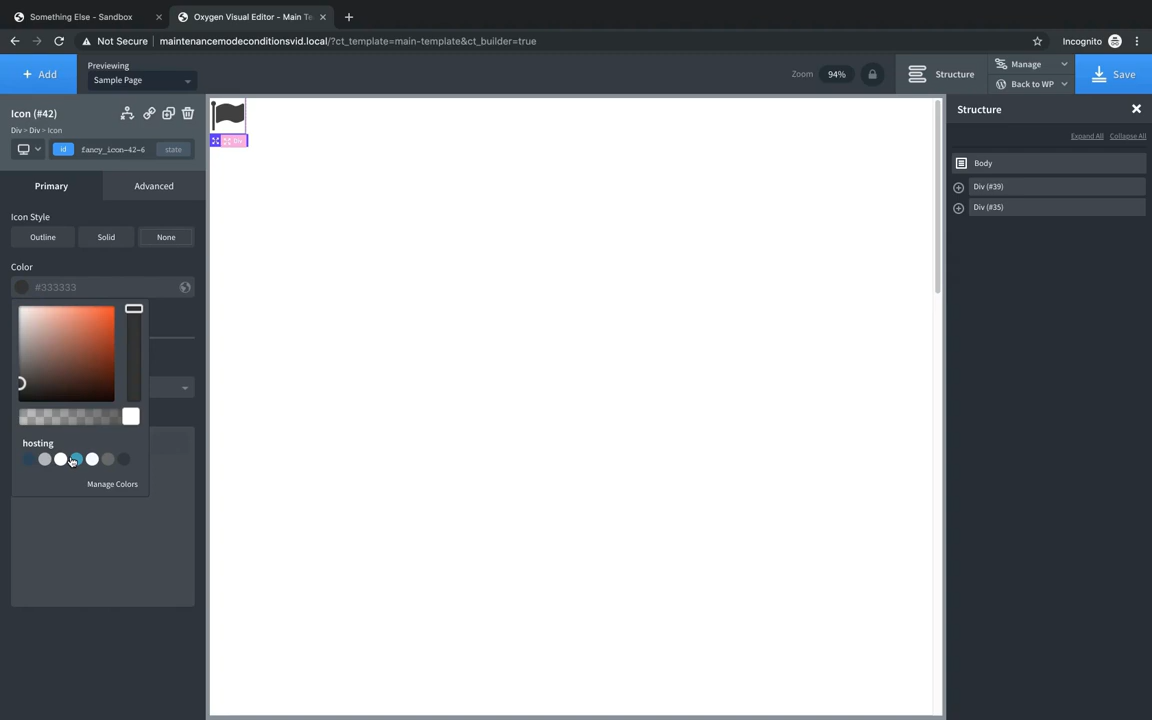 Something Else - Sandbox
Oxygen Visual Editor - Main Te
Not Secure
maintenancemodeconditionsvid.local/?ct_template=main-template&ct_builder=true
Incognito
+ Add
Previewing
Sample Page
Zoom
94%
Structure
Manage
Back to WP
Save
Icon (#42)
Div > Div > Icon
id
fancy_icon-42-6
state
Primary
Advanced
Icon Style
Outline
Solid
None
Color
#333333
hosting
Manage Colors
Div
Structure
Expand All
Collapse All
Body
Div (#39)
Div (#35)